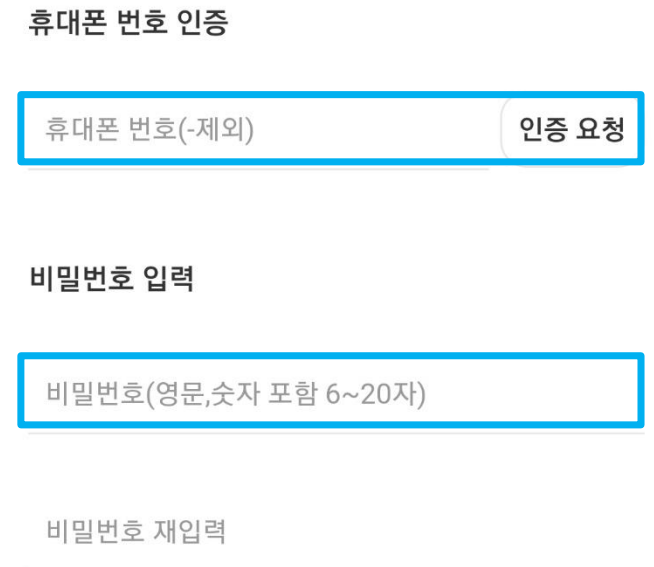 휴대폰 번호 인증
휴대폰 번호(-제외) 인증 요청
비밀번호 입력
비밀번호(영문,숫자 포함 6~20자)
비밀번호 재입력